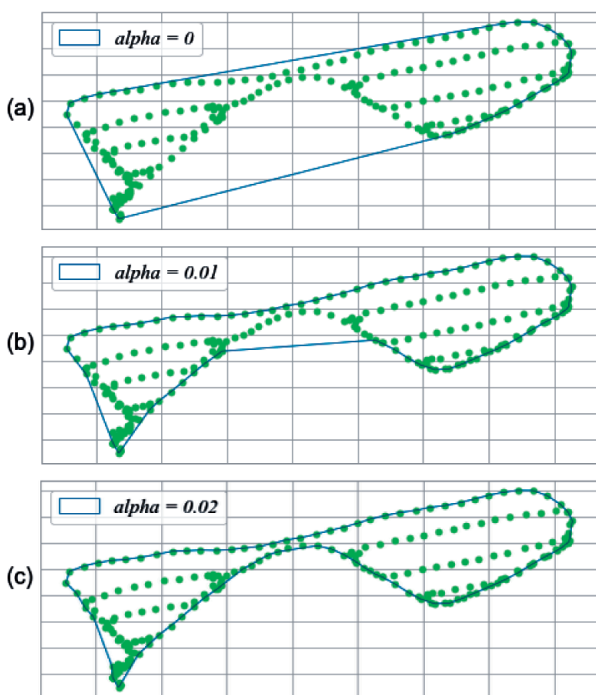 alpha = 0
(a)
alpha = 0.01
(b)
alpha = 0.02
(c)